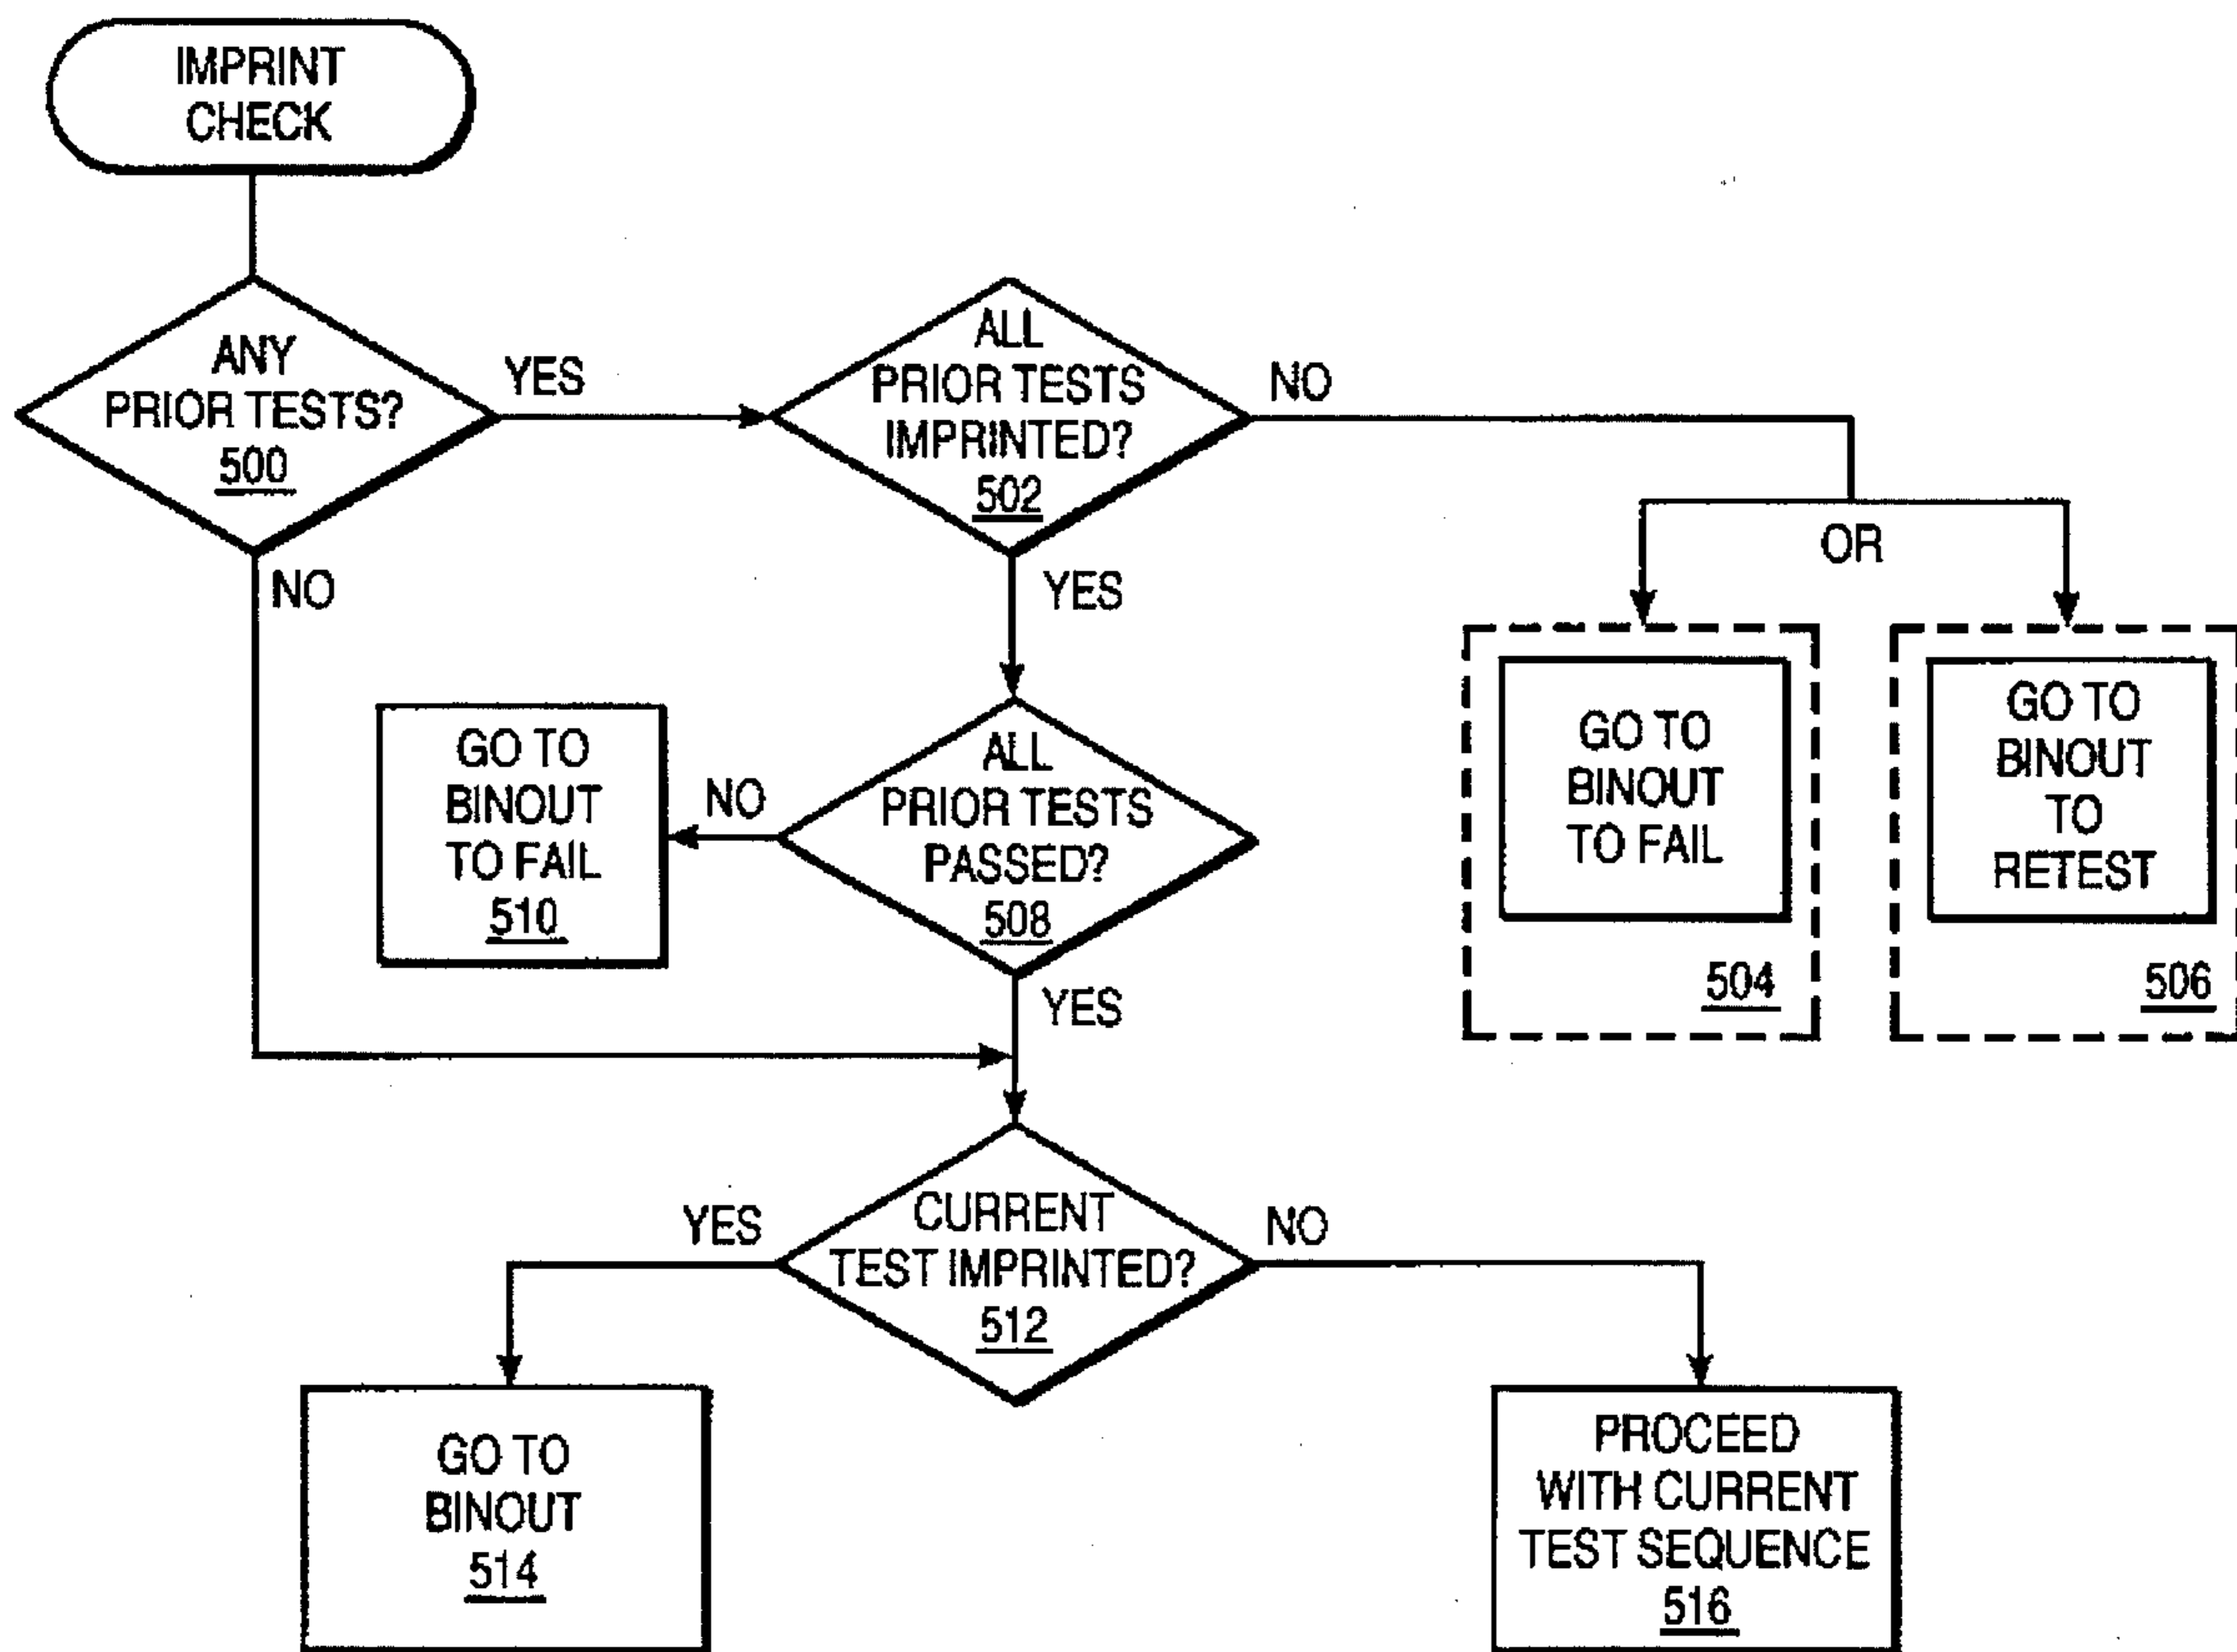 IMPRINT
CHECK
ANY
PRIOR TESTS?
500
YES
NO
ALL
PRIOR TESTS
IMPRINTED?
502
NO
YES
OR
GO TO
BINOUT
TO FAIL
504
GO TO
BINOUT
TO
RETEST
506
ALL
PRIOR TESTS
PASSED?
508
NO
YES
GO TO
BINOUT
TO FAIL
510
CURRENT
TEST IMPRINTED?
512
YES
NO
GO TO
BINOUT
514
PROCEED
WITH CURRENT
TEST SEQUENCE
516